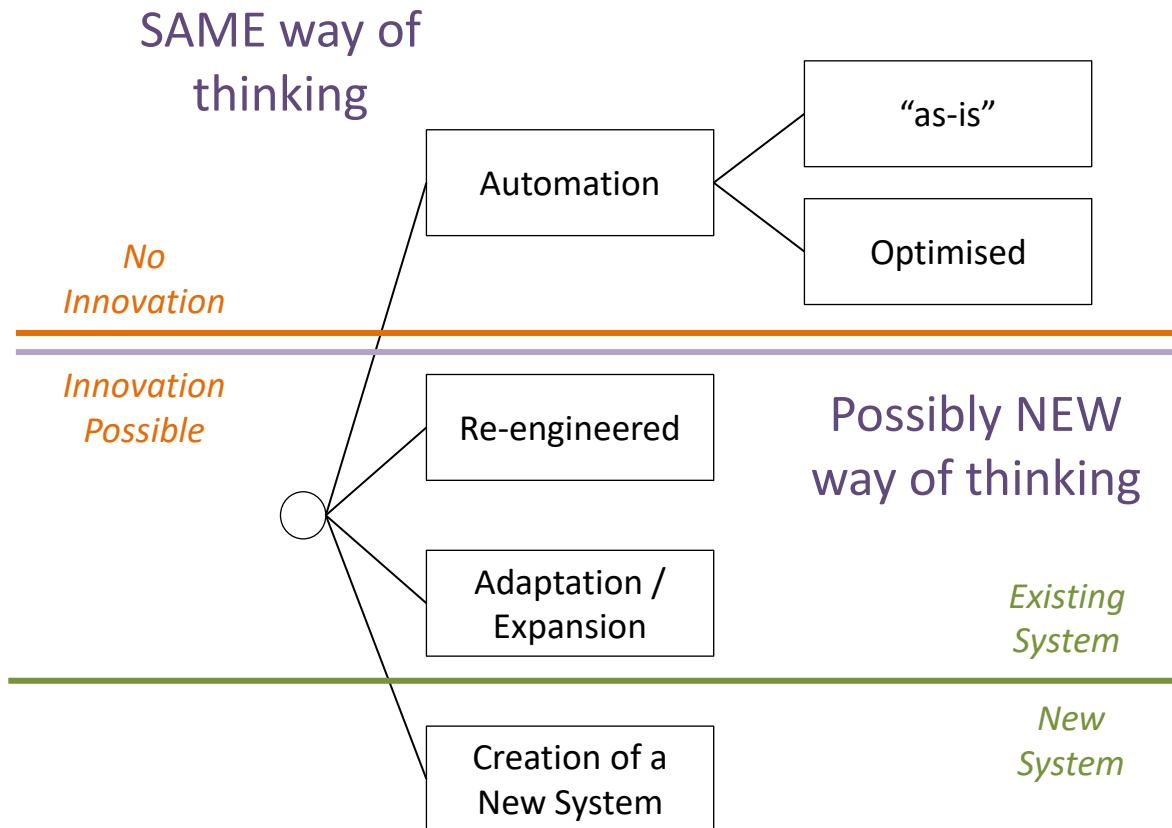 SAME way of
thinking
“as-is”
Automation
Optimised
No
Innovation
Innovation
Possible
Re-engineered
Possibly NEW
way of thinking
Adaptation /
Expansion
Existing
System
New
System
Creation of a
New System